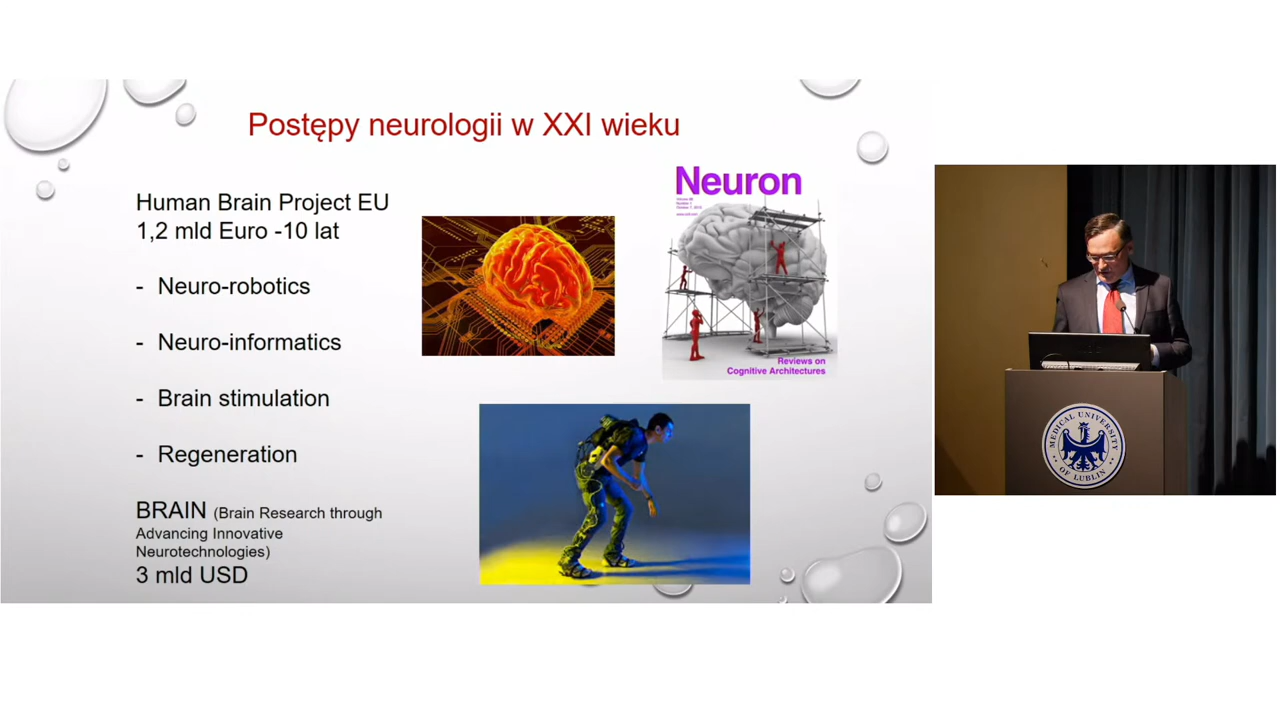 Postępy neurologii w XXI wieku
Human Brain Project EU
1,2 mld Euro -10 lat
- Neuro-robotics
- Neuro-informatics
- Brain stimulation
- Regeneration
BRAIN (Brain Research through
Advancing Innovative
Neurotechnologies)
3 mld USD
Neuron
Reviews on
Cognitive Architectures
MEDICAL UNIVERSITY
OF LUBLIN